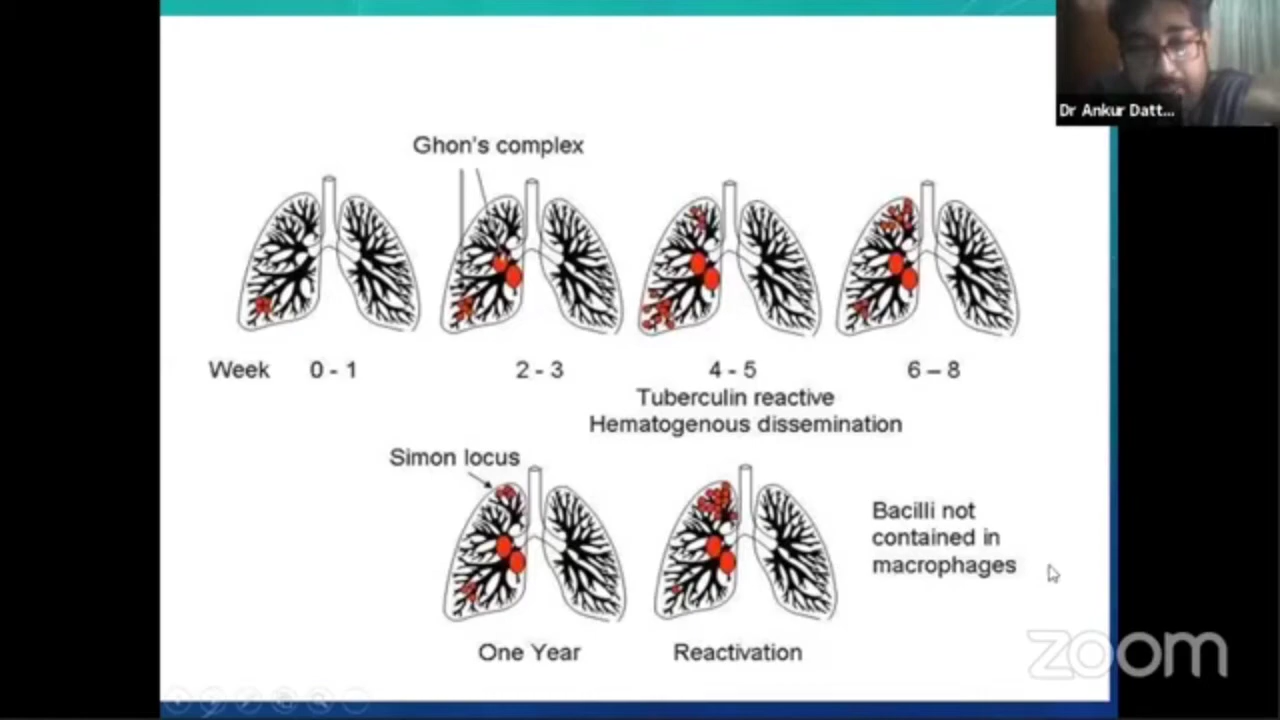 Dr Ankur Datt...
Ghon's complex
Week 0 - 1 2 - 3 4 - 5 6 – 8
Tuberculin reactive
Hematogenous dissemination
Simon locus
Bacilli not
contained in
macrophages
One Year Reactivation
zoom